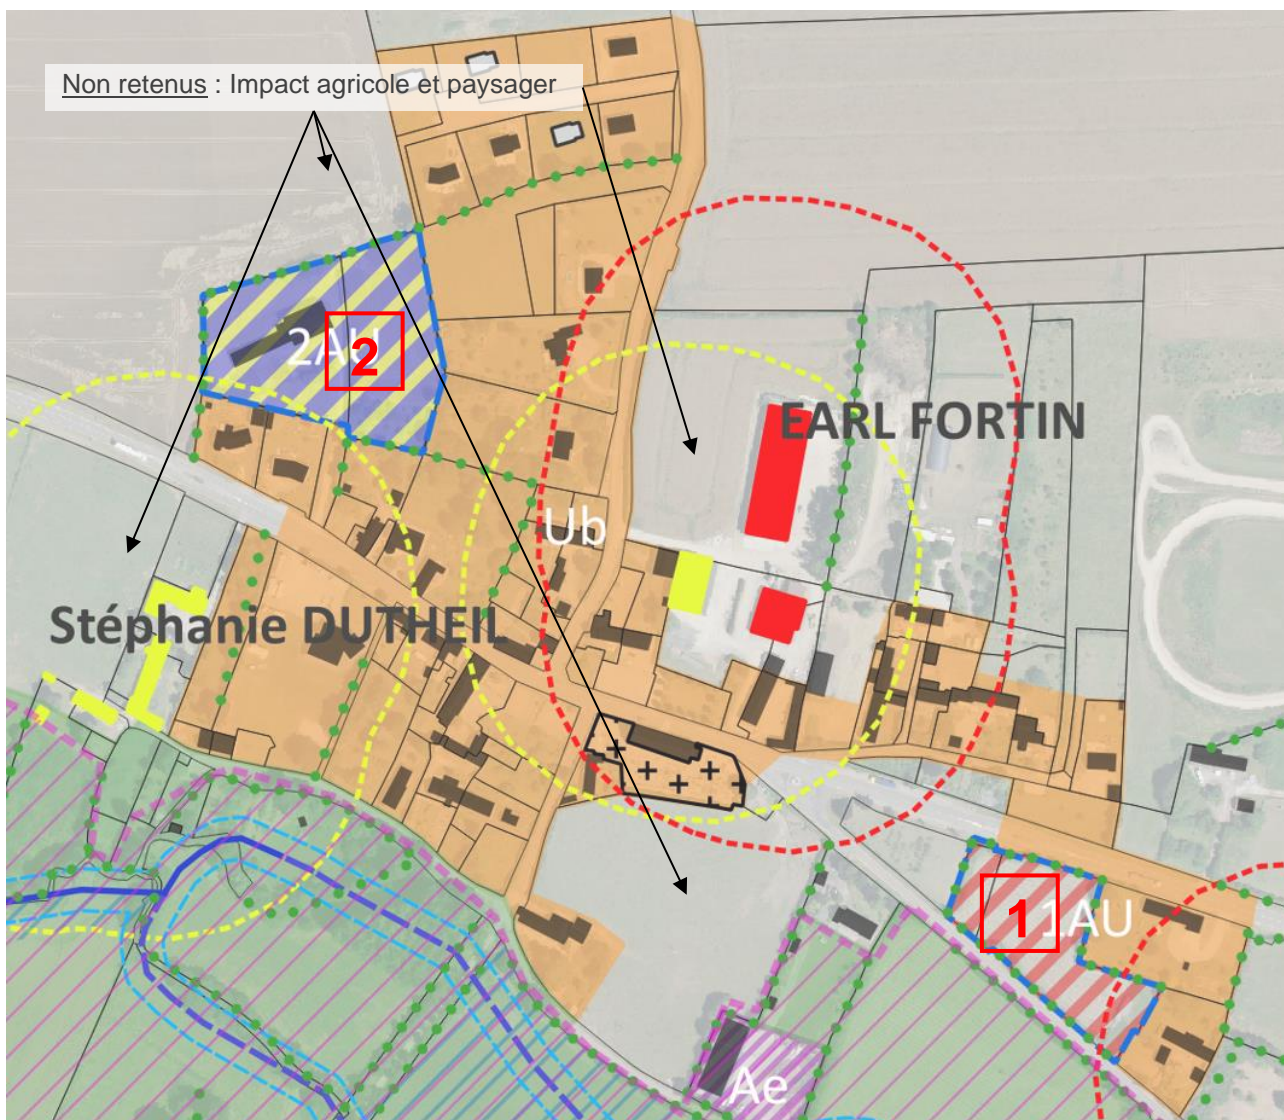 Non retenus : Impact agricole et paysager
2AU
2
EARL FORTIN
Ub
Stéphanie DUTHEIL
1
1AU
Ae